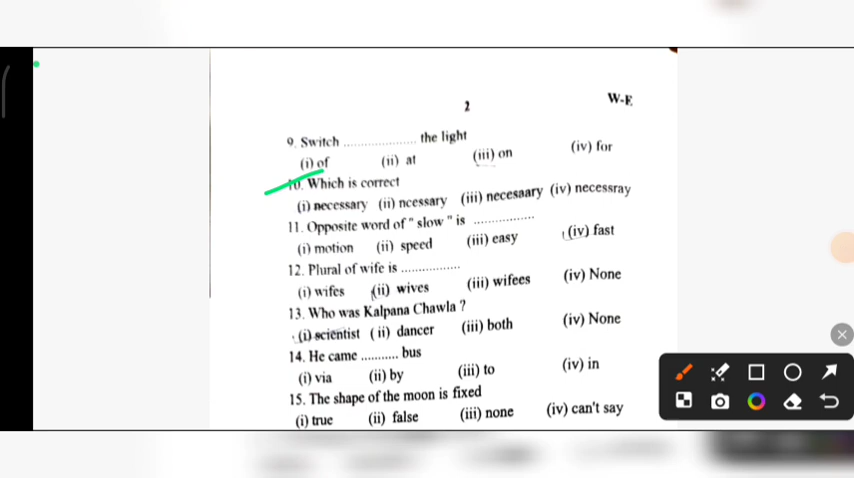 2
W-E
9. Switch .................... the light
(i) of (ii) at (iii) on (iv) for
10. Which is correct
(i) necessary (ii) ncessary (iii) necesaary (iv) necessray
11. Opposite word of " slow " is .................
(i) motion (ii) speed (iii) easy (iv) fast
12. Plural of wife is ................
(i) wifes (ii) wives (iii) wifees (iv) None
13. Who was Kalpana Chawla ?
(i) scientist (ii) dancer (iii) both (iv) None
14. He came ........... bus
(i) via (ii) by (iii) to (iv) in
15. The shape of the moon is fixed
(i) true (ii) false (iii) none (iv) can't say